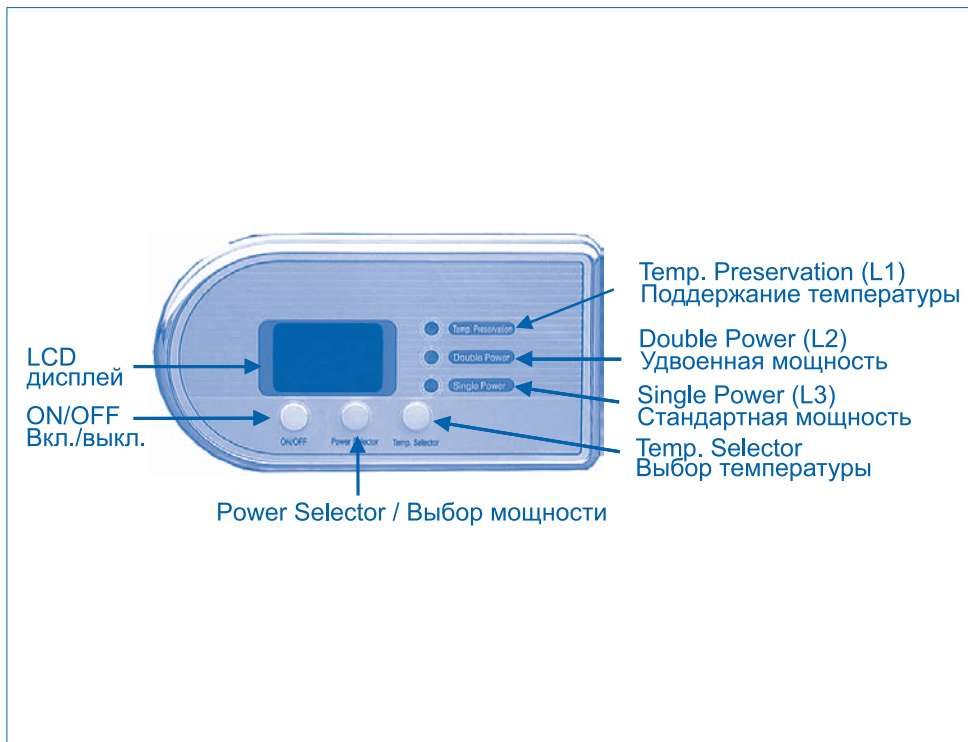 Temp. Preservation (L1)
Поддержание температуры
Temp. Preservation
Double Power (L2)
Удвоенная мощность
Double Power
LCD
дисплей
Single Power (L3)
Стандартная мощность
Single Power
ON/OFF
Вкл./выкл.
ON/OFF
Power Selector
Temp. Selector
Temp. Selector
Выбор температуры
Power Selector / Выбор мощности